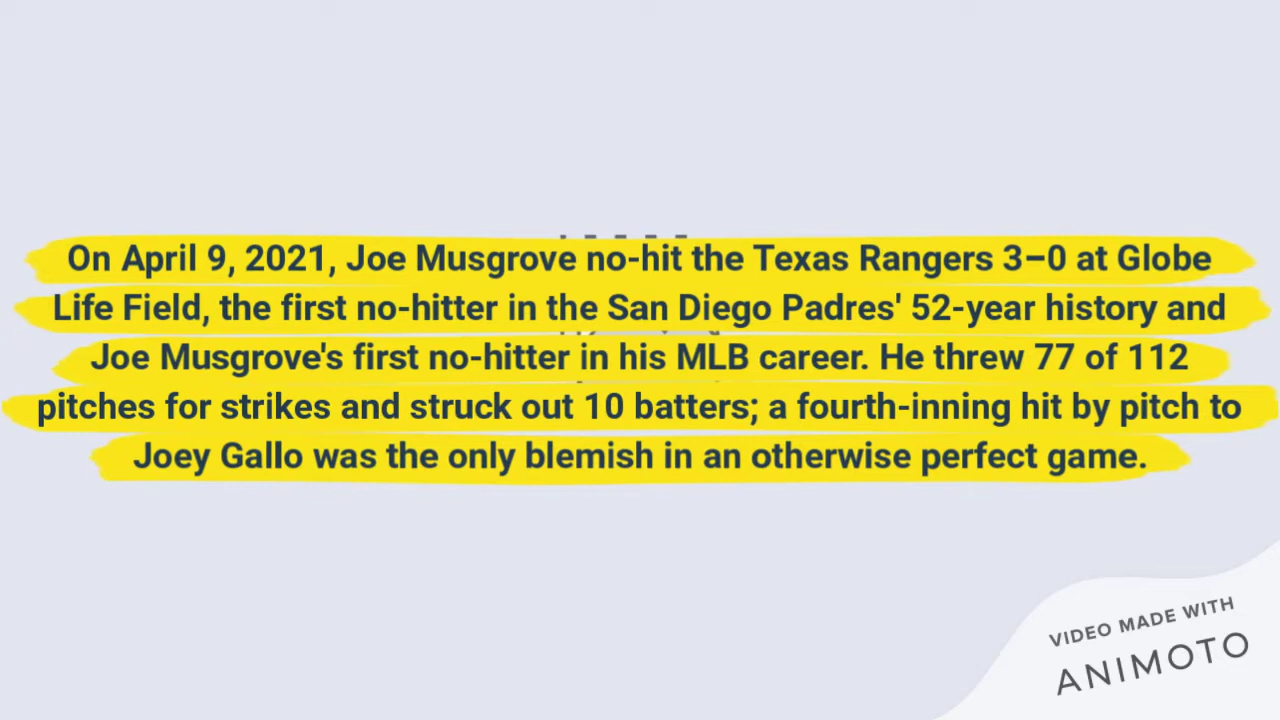 On April 9, 2021, Joe Musgrove no-hit the Texas Rangers 3–0 at Globe
Life Field, the first no-hitter in the San Diego Padres' 52-year history and
Joe Musgrove's first no-hitter in his MLB career. He threw 77 of 112
pitches for strikes and struck out 10 batters; a fourth-inning hit by pitch to
Joey Gallo was the only blemish in an otherwise perfect game.
VIDEO MADE WITH
ANIMOTO